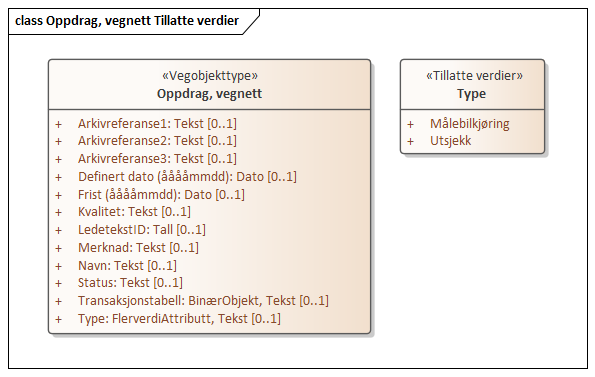 class Oppdrag, vegnett Tillatte verdier
«Vegobjekttype»
Oppdrag, vegnett
+ Arkivreferanse1: Tekst [0..1]
+ Arkivreferanse2: Tekst [0..1]
+ Arkivreferanse3: Tekst [0..1]
+ Definert dato (ååååmmdd): Dato [0..1]
+ Frist (ååååmmdd): Dato [0..1]
+ Kvalitet: Tekst [0..1]
+ LedetekstID: Tall [0..1]
+ Merknad: Tekst [0..1]
+ Navn: Tekst [0..1]
+ Status: Tekst [0..1]
+ Transaksjonstabell: BinærObjekt, Tekst [0..1]
+ Type: FlerverdiAttributt, Tekst [0..1]
«Tillatte verdier»
Type
+ Målebilkjøring
+ Utsjekk